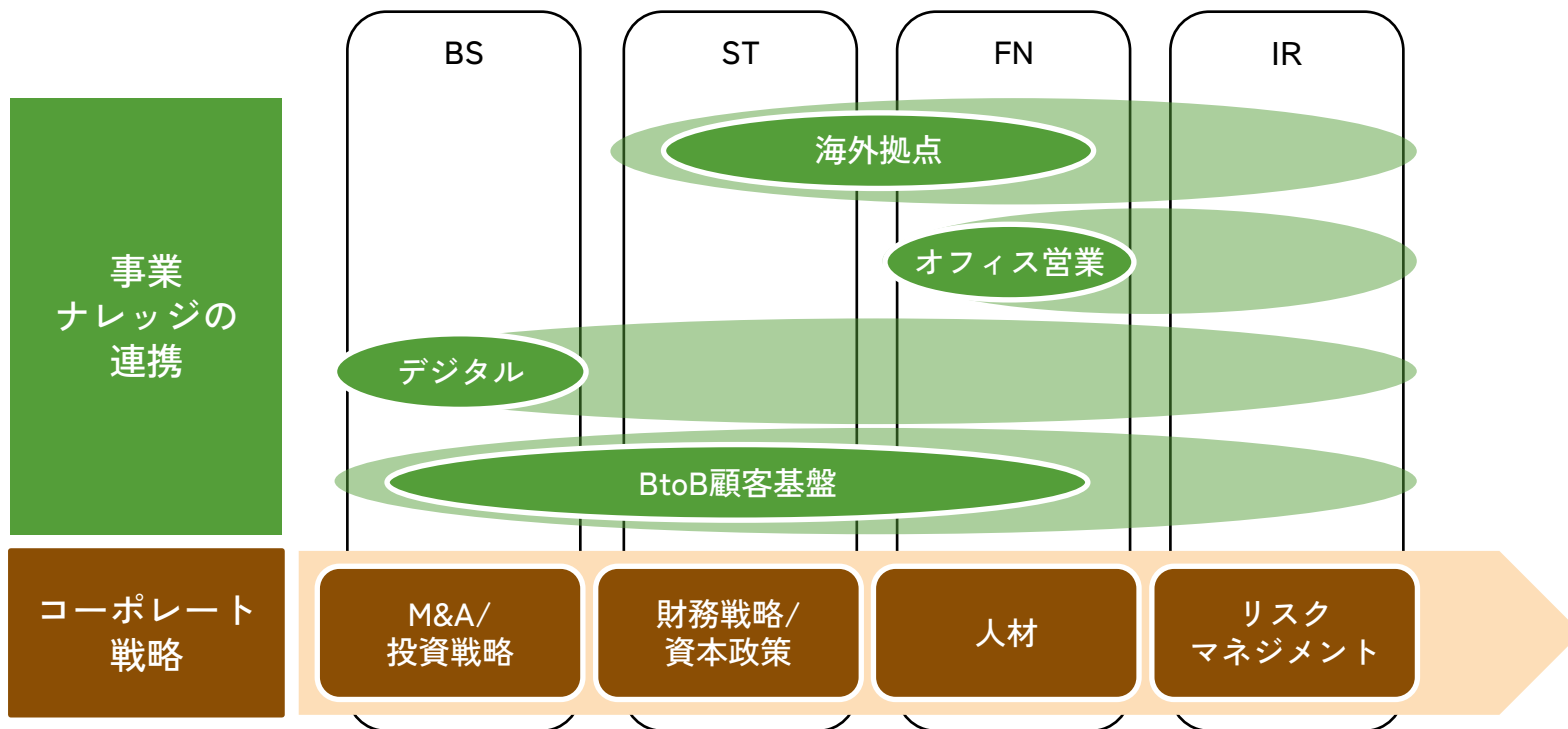 BS
ST
FN
IR
事業
ナレッジの
連携
海外拠点
オフィス営業
デジタル
BtoB顧客基盤
コーポレート
戦略
M&A/
投資戦略
財務戦略/
資本政策
人材
リスク
マネジメント